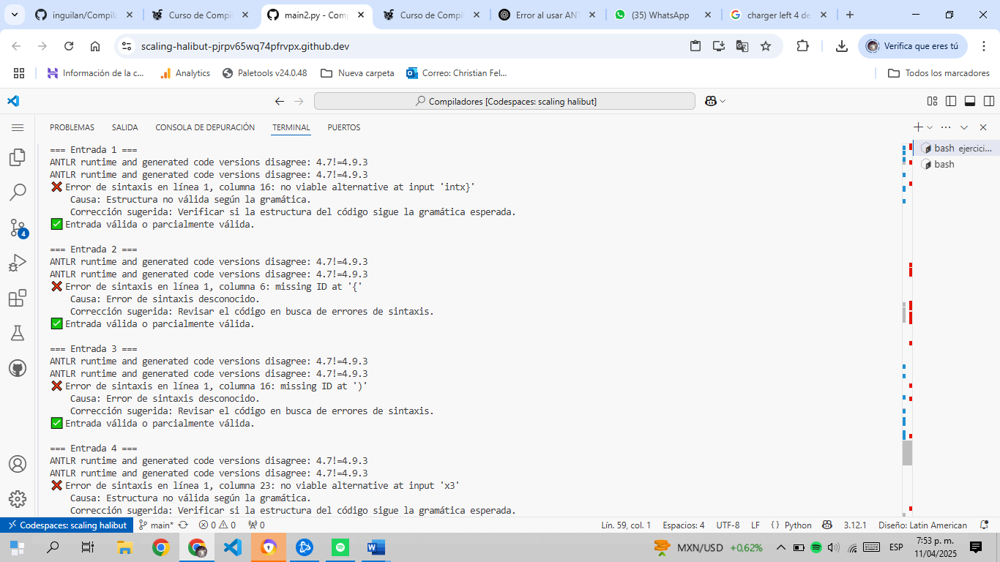 inguilan/Compila
Curso de Compil
main2.py - Comp
Curso de Compil
Error al usar ANT
(35) WhatsApp
charger left 4 de
scaling-halibut-pjrpv65wq74pfrvpx.github.dev
Verifica que eres tú
Información de la c...
Analytics
Paletools v24.0.48
Nueva carpeta
Correo: Christian Fel...
Todos los marcadores
Compiladores [Codespaces: scaling halibut]
PROBLEMAS SALIDA CONSOLA DE DEPURACIÓN TERMINAL PUERTOS
bash ejercici...
bash
=== Entrada 1 ===
ANTLR runtime and generated code versions disagree: 4.7!=4.9.3
ANTLR runtime and generated code versions disagree: 4.7!=4.9.3
❌ Error de sintaxis en línea 1, columna 16: no viable alternative at input 'intx}'
Causa: Estructura no válida según la gramática.
Corrección sugerida: Verificar si la estructura del código sigue la gramática esperada.
✅ Entrada válida o parcialmente válida.
=== Entrada 2 ===
ANTLR runtime and generated code versions disagree: 4.7!=4.9.3
ANTLR runtime and generated code versions disagree: 4.7!=4.9.3
❌ Error de sintaxis en línea 1, columna 6: missing ID at '{'
Causa: Error de sintaxis desconocido.
Corrección sugerida: Revisar el código en busca de errores de sintaxis.
✅ Entrada válida o parcialmente válida.
=== Entrada 3 ===
ANTLR runtime and generated code versions disagree: 4.7!=4.9.3
ANTLR runtime and generated code versions disagree: 4.7!=4.9.3
❌ Error de sintaxis en línea 1, columna 16: missing ID at ')'
Causa: Error de sintaxis desconocido.
Corrección sugerida: Revisar el código en busca de errores de sintaxis.
✅ Entrada válida o parcialmente válida.
=== Entrada 4 ===
ANTLR runtime and generated code versions disagree: 4.7!=4.9.3
ANTLR runtime and generated code versions disagree: 4.7!=4.9.3
❌ Error de sintaxis en línea 1, columna 23: no viable alternative at input 'x3'
Causa: Estructura no válida según la gramática.
Corrección sugerida: Verificar si la estructura del código sigue la gramática esperada.
4
Codespaces: scaling halibut main* 0 0 0 Lín. 59, col. 1 Espacios: 4 UTF-8 LF Python 3.12.1 Diseño: Latin American
MXN/USD +0,62% ESP
7:53 p. m.
11/04/2025